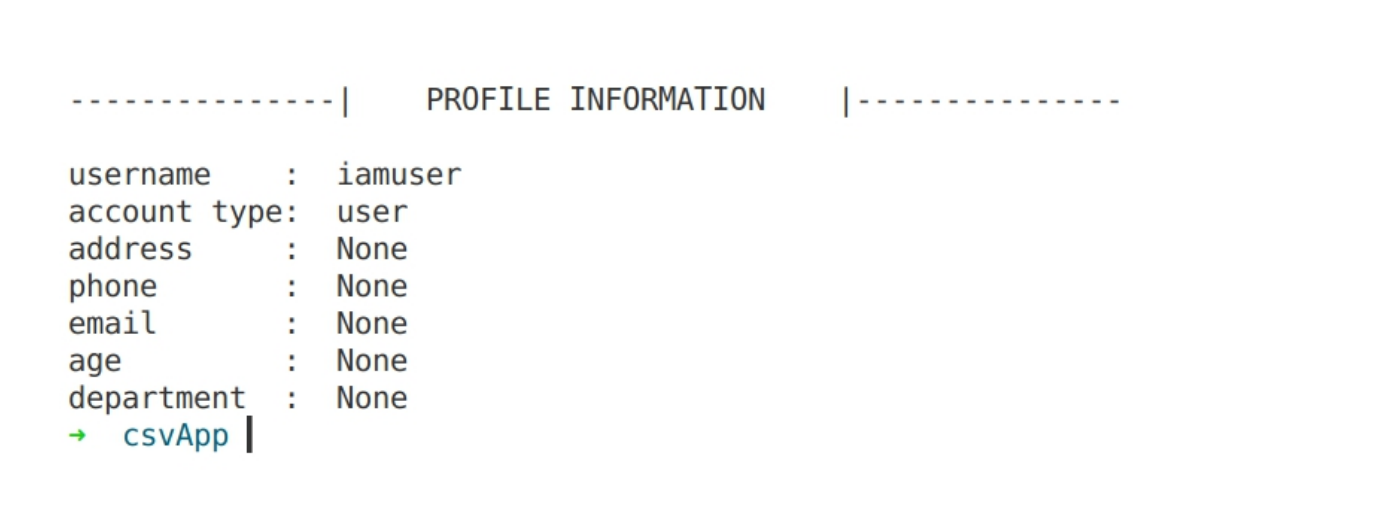 ---------------|    PROFILE INFORMATION    |---------------
username    :  iamuser
account type:  user
address     :  None
phone       :  None
email       :  None
age         :  None
department  :  None
➜  csvApp